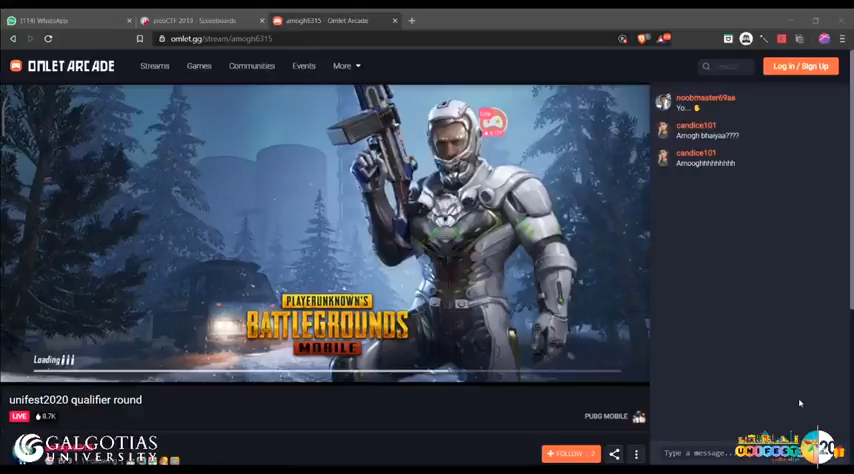 (114) WhatsApp
picoCTF 2019 - Scoreboards
amogh6315 - Omlet Arcade
omlet.gg/stream/amogh6315
OMLET ARCADE
Streams
Games
Communities
Events
More
Log in / Sign Up
noobmaster69as
Yo...
candice101
Amogh bhaiyaa????
candice101
Amooghhhhhhhhh
PLAYERUNKNOWN'S
BATTLEGROUNDS
MOBILE
Loading
unifest2020 qualifier round
LIVE
8.7K
PUBG MOBILE
GALGOTIAS
UNIVERSITY
FOLLOW
Type a message...
UNIFEST
20